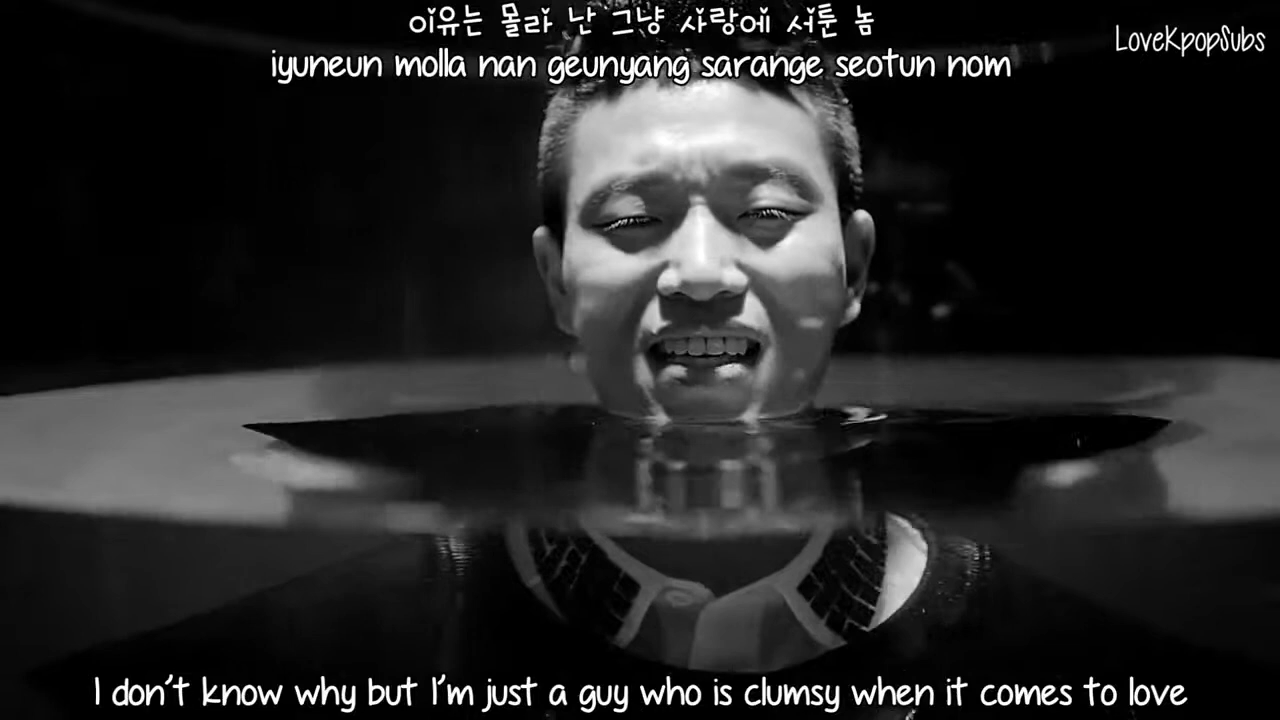 이유는 몰라 난 그냥 사랑에 서툰 놈
LoveKpopSubs
iyuneun molla nan geunyang sarange seotun nom
I don't know why but I'm just a guy who is clumsy when it comes to love